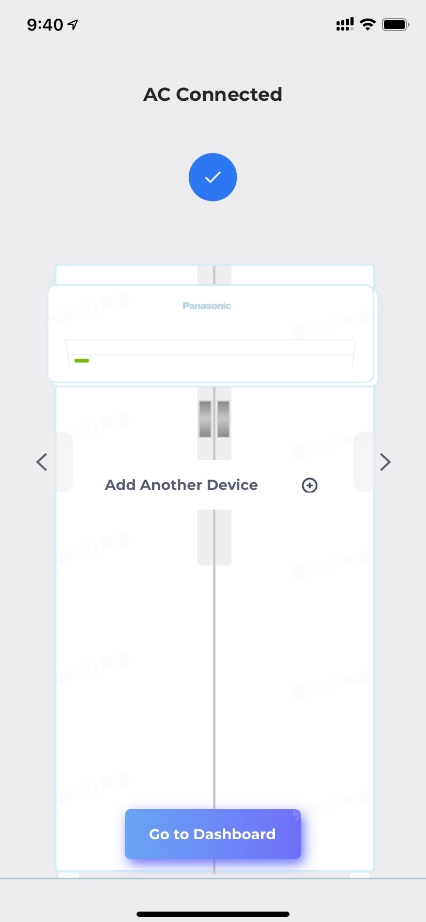 9:40
AC Connected
Panasonic
Add Another Device
Go to Dashboard